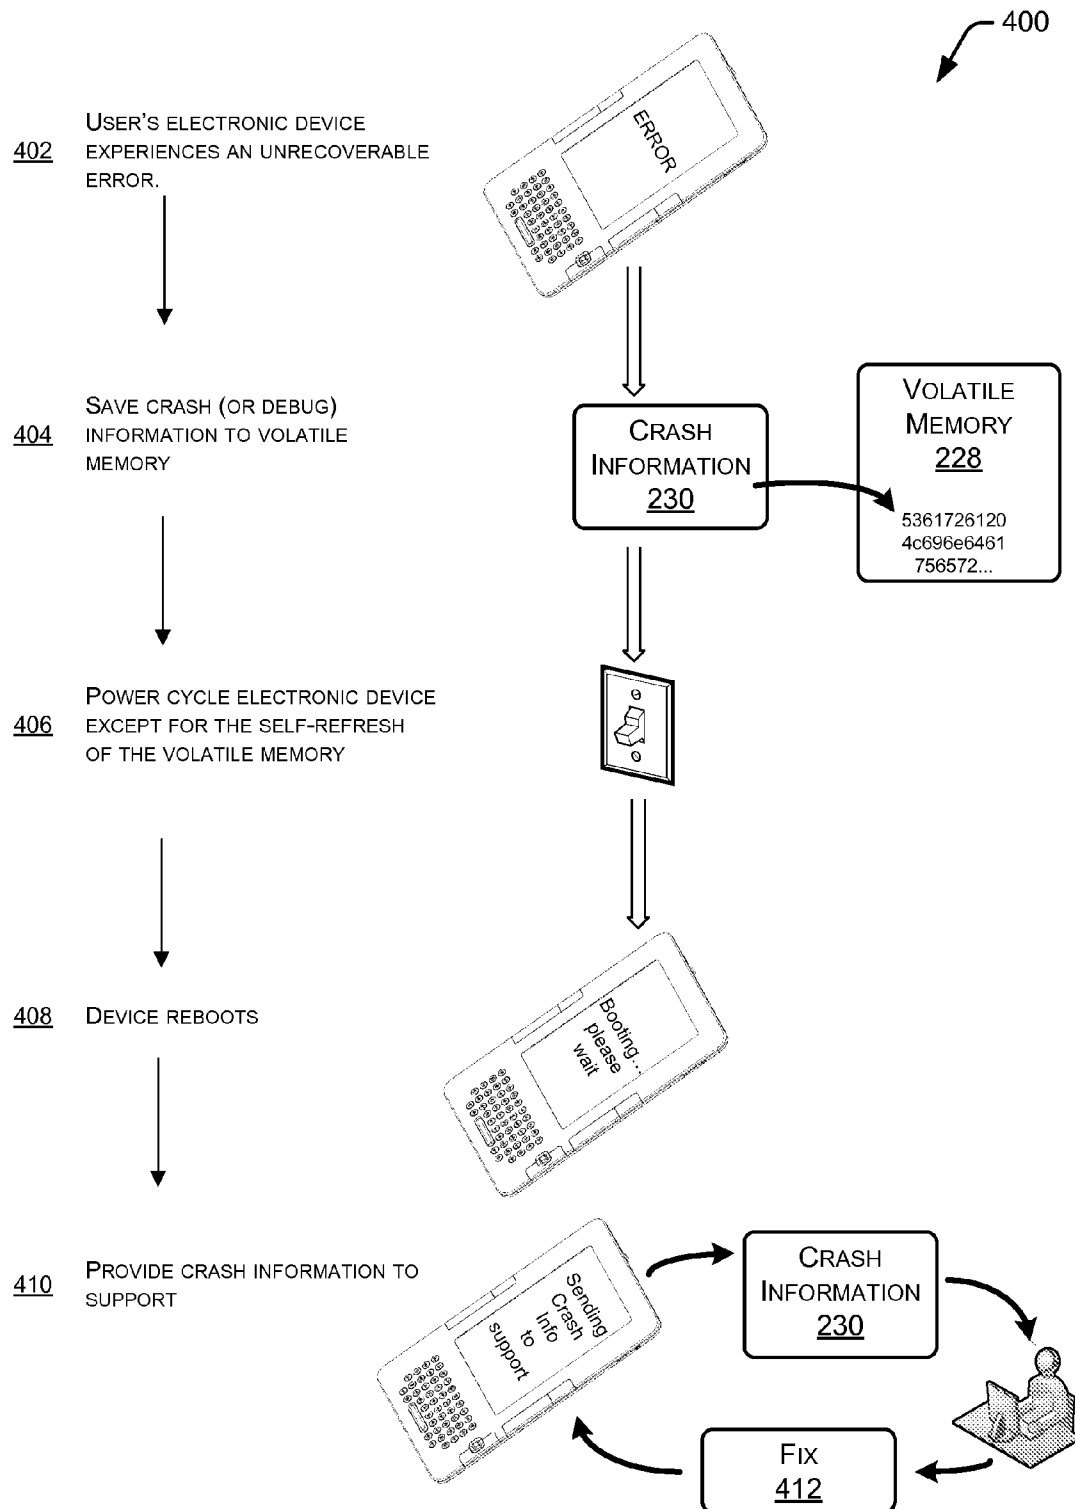 400
402
USER'S ELECTRONIC DEVICE
EXPERIENCES AN UNRECOVERABLE
ERROR.
ERROR
404
SAVE CRASH (OR DEBUG)
INFORMATION TO VOLATILE
MEMORY
CRASH
INFORMATION
230
VOLATILE
MEMORY
228
5361726120
4c696e6461
756572...
406
POWER CYCLE ELECTRONIC DEVICE
EXCEPT FOR THE SELF-REFRESH
OF THE VOLATILE MEMORY
408
DEVICE REBOOTS
Booting...
please
wait
410
PROVIDE CRASH INFORMATION TO
SUPPORT
Sending
Crash
Info
to
support
CRASH
INFORMATION
230
FIX
412